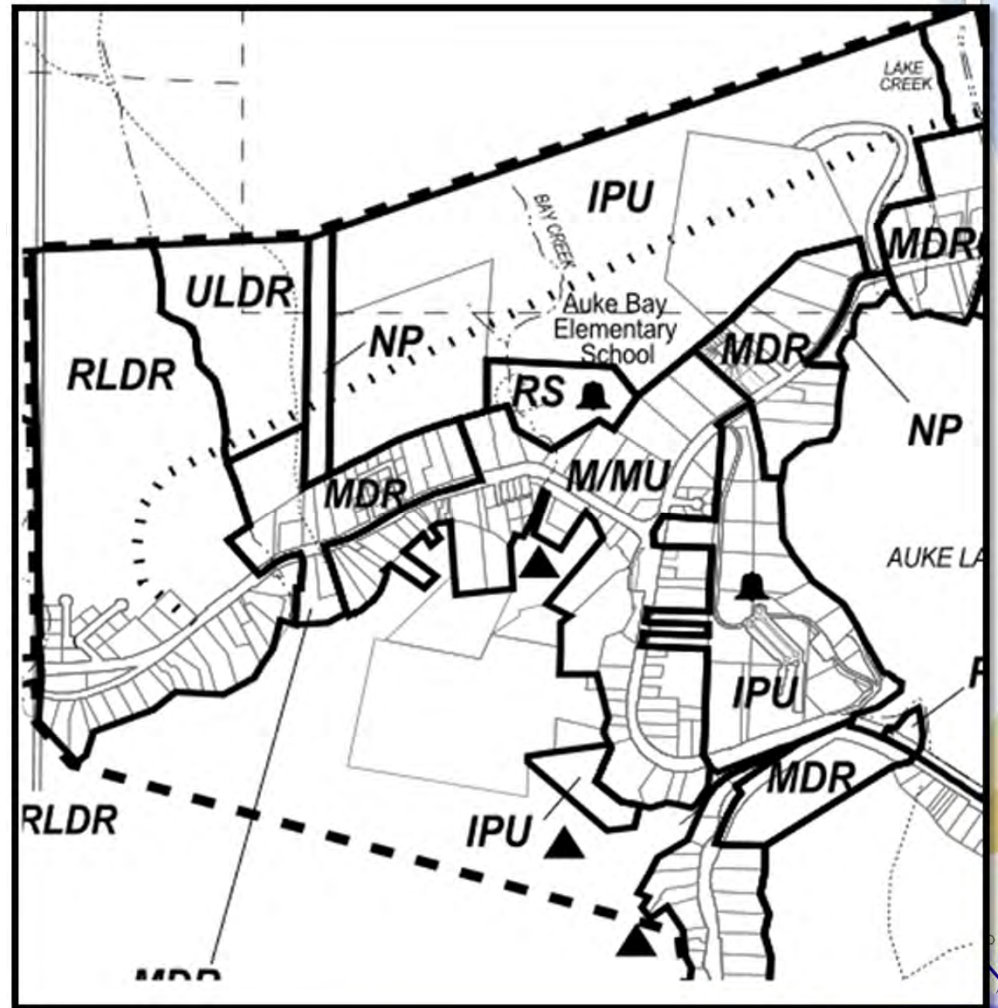 LAKE
CREEK
IPU
BAY CREEK
MDR
ULDR
Auke Bay
Elementary
School
NP
MDR
RLDR
RS
NP
M/MU
MDR
AUKE LA
IPU
MDR
RLDR
IPU
MDR